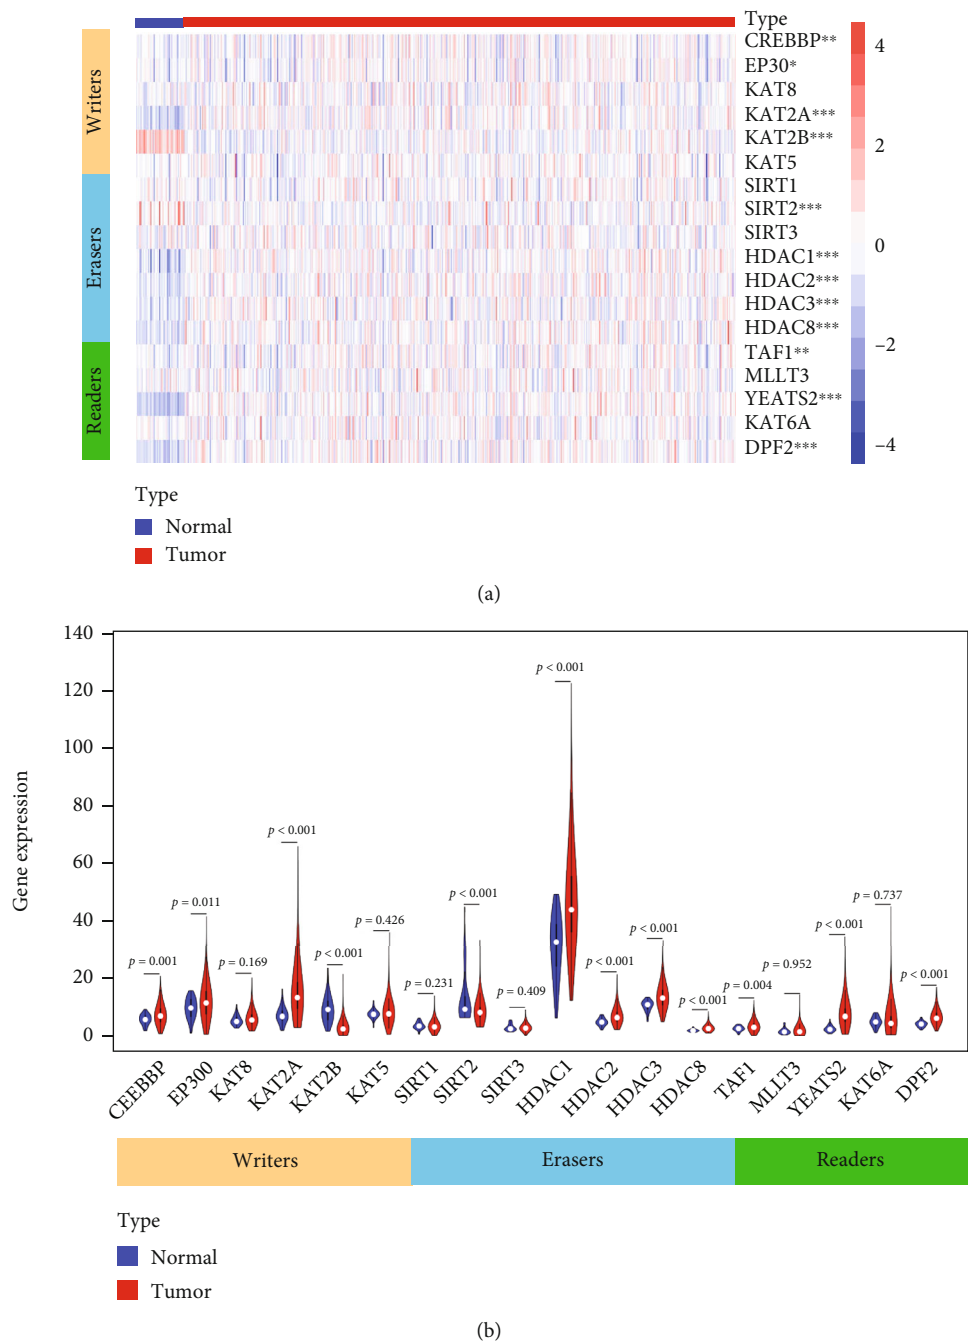 Type
CREBBP**
EP30*
KAT8
KAT2A***
KAT2B***
KAT5
SIRT1
SIRT2***
SIRT3
HDAC1***
HDAC2***
HDAC3***
HDAC8***
TAF1**
MLLT3
YEATS2***
KAT6A
DPF2***
Writers
Erasers
Readers
4
2
0
−2
−4
Type
Normal
Tumor
(a)
Gene expression
140
120
100
80
60
40
20
0
p = 0.001
p = 0.011
p = 0.169
p < 0.001
p < 0.001
p = 0.426
p = 0.231
p < 0.001
p = 0.409
p < 0.001
p < 0.001
p < 0.001
p < 0.001
p = 0.004
p = 0.952
p < 0.001
p = 0.737
p < 0.001
CEEBBP
EP300
KAT8
KAT2A
KAT2B
KAT5
SIRT1
SIRT2
SIRT3
HDAC1
HDAC2
HDAC3
HDAC8
TAF1
MLLT3
YEATS2
KAT6A
DPF2
Writers
Erasers
Readers
Type
Normal
Tumor
(b)